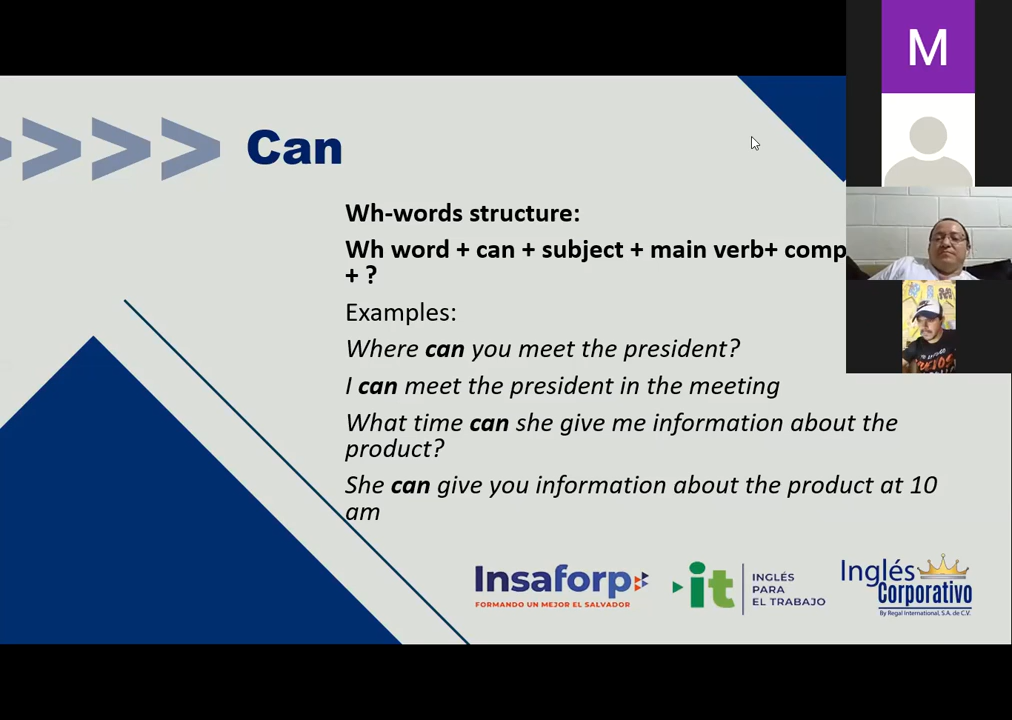 M
Can
Wh-words structure:
Wh word + can + subject + main verb+ comp
+ ?
Examples:
Where can you meet the president?
I can meet the president in the meeting
What time can she give me information about the
product?
She can give you information about the product at 10
am
Insaforp
FORMANDO UN MEJOR EL SALVADOR
it
INGLÉS
PARA
EL TRABAJO
Inglés
Corporativo
By Regal International, S.A. de C.V.